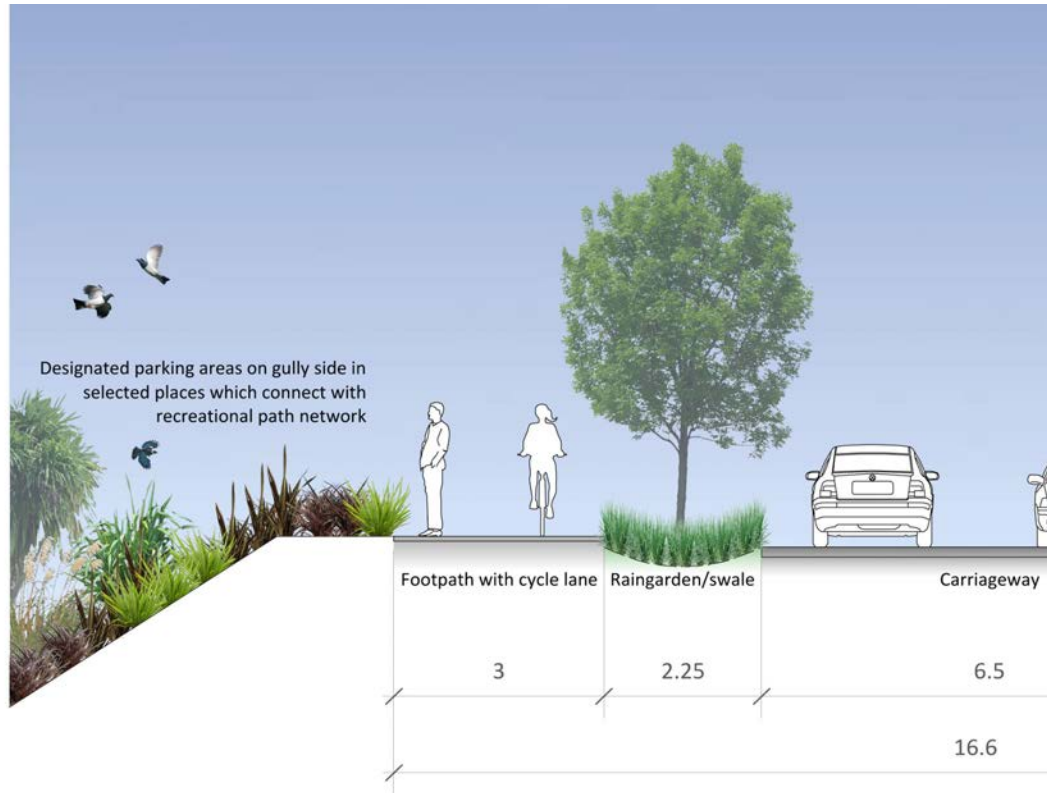 Designated parking areas on gully side in
selected places which connect with
recreational path network
Footpath with cycle lane
Raingarden/swale
Carriageway
3
2.25
6.5
16.6